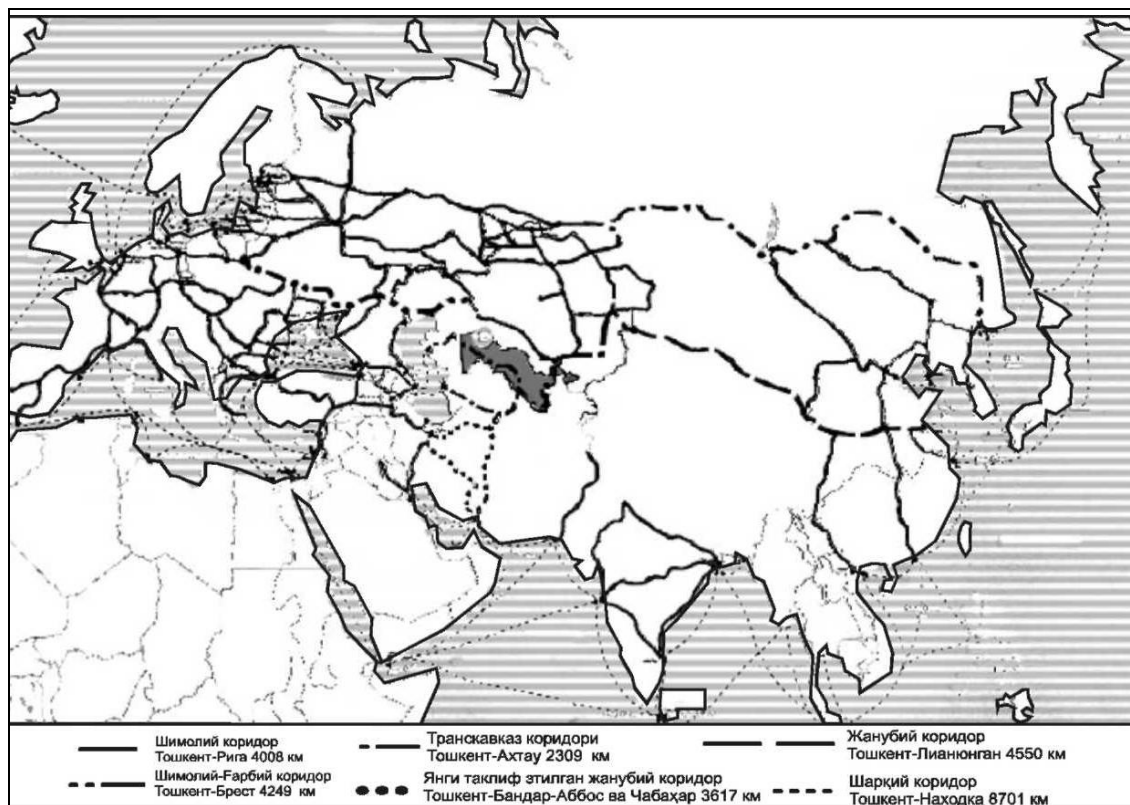 Шимолий коридор
Тошкент-Рига 4008 км
Шимолий-Ғарбий коридор
Тошкент-Брест 4249 км
Транскавказ коридори
Тошкент-Ахтау 2309 км
Янги таклиф зтилган жанубий коридор
Тошкент-Бандар-Аббос ва Чабаҳар 3617 км
Жанубий коридор
Тошкент-Лианюнган 4550 км
Шарқий коридор
Тошкент-Находка 8701 км